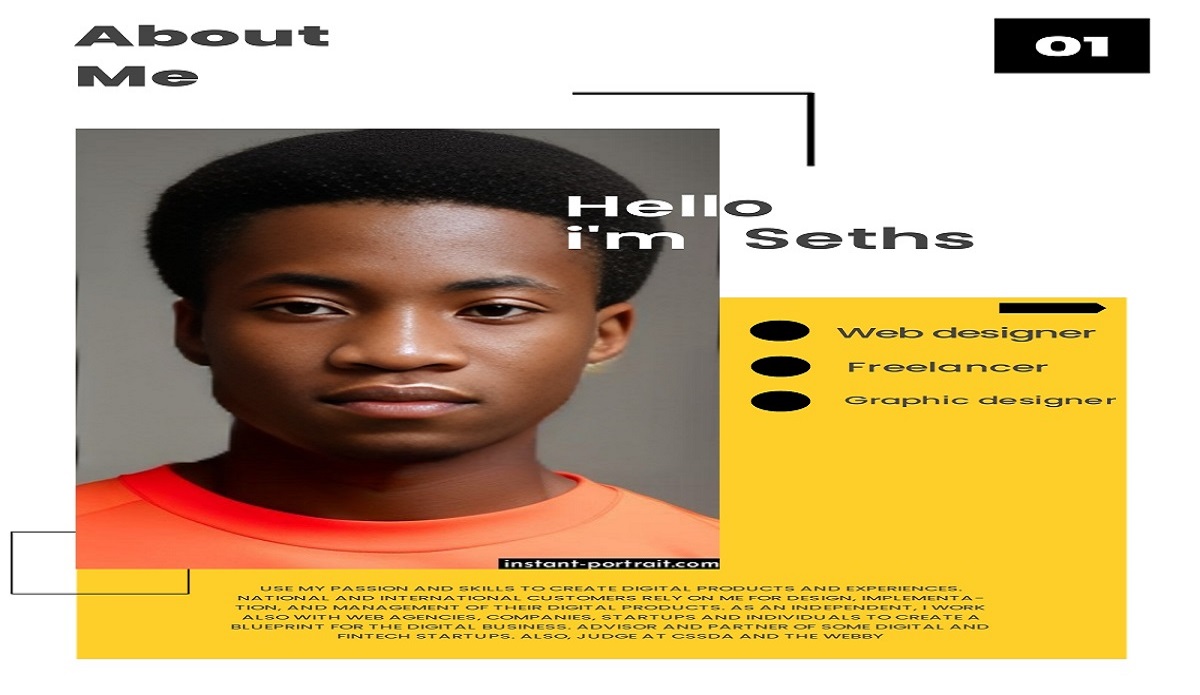 About
Me
01
Hello
i'm Seths
Web designer
Freelancer
Graphic designer
instant-portrait.com
USE MY PASSION AND SKILLS TO CREATE DIGITAL PRODUCTS AND EXPERIENCES.
NATIONAL AND INTERNATIONAL CUSTOMERS RELY ON ME FOR DESIGN, IMPLEMENTA-
TION, AND MANAGEMENT OF THEIR DIGITAL PRODUCTS. AS AN INDEPENDENT, I WORK
ALSO WITH WEB AGENCIES, COMPANIES, STARTUPS AND INDIVIDUALS TO CREATE A
BLUEPRINT FOR THE DIGITAL BUSINESS. ADVISOR AND PARTNER OF SOME DIGITAL AND
FINTECH STARTUPS. ALSO, JUDGE AT CSSDA AND THE WEBBY